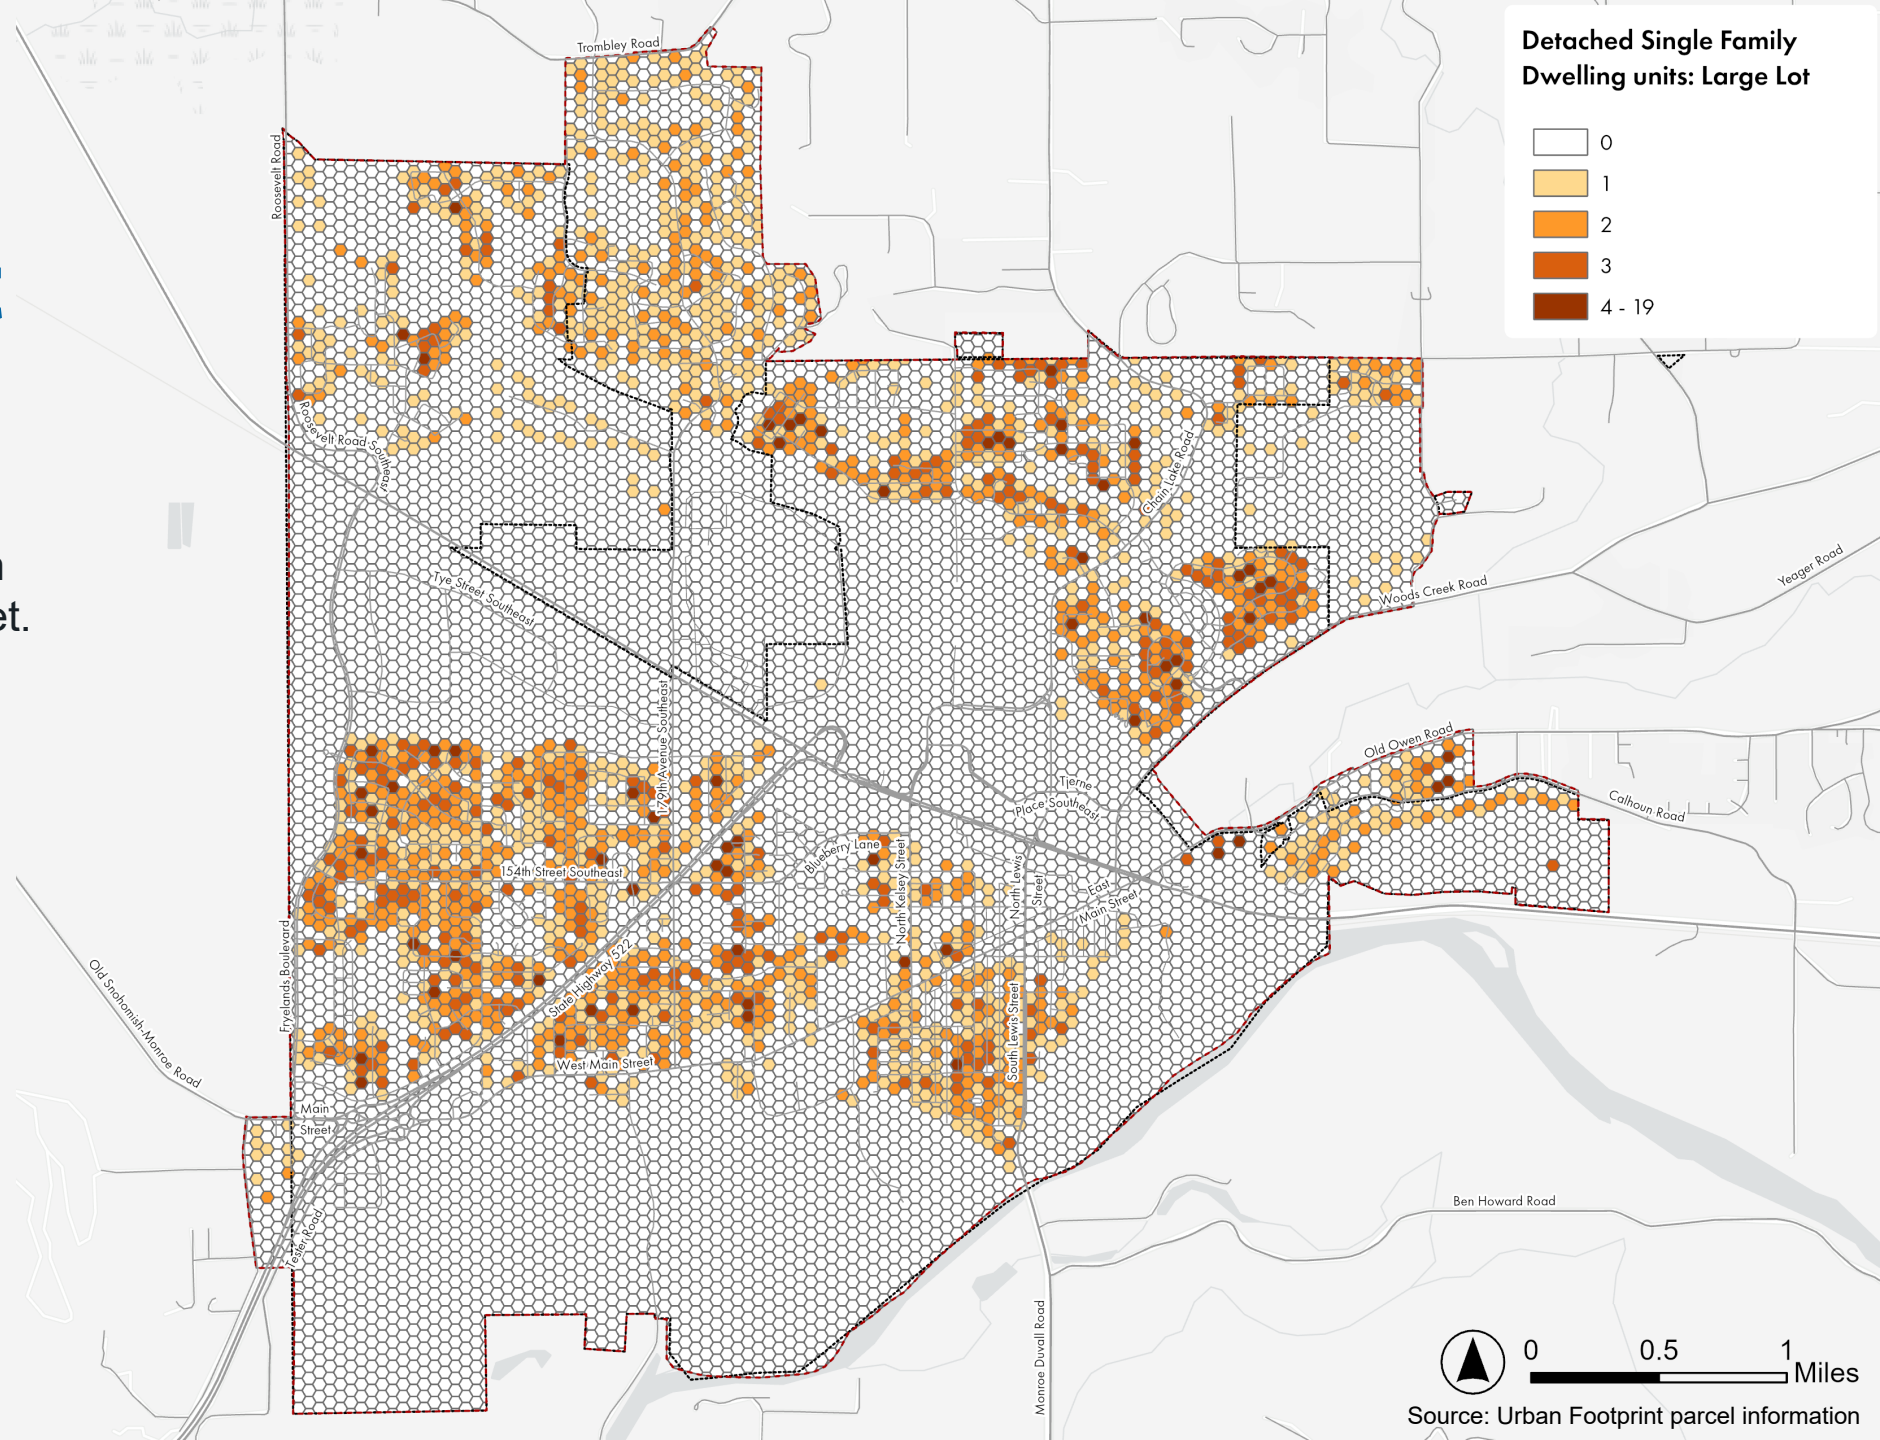 Detached Single Family
Dwelling units: Large Lot
0
1
2
3
4 - 19
Trombley Road
Roosevelt Road
Roosevelt Road Southeast
et.
Tye Street Southeast
179th Avenue Southeast
Chain Lake Road
Woods Creek Road
Yeager Road
Old Owen Road
Calhoun Road
Tjerne
Place Southeast
Blueberry Lane
North Kelsey Street
North Lewis
Street
East
Main Street
154th Street Southeast
State Highway 522
Fryelands Boulevard
Old Snohomish-Monroe Road
West Main Street
South Lewis Street
Main
Street
Tester Road
Ben Howard Road
Monroe Duvall Road
0 0.5 1
Miles
Source: Urban Footprint parcel information